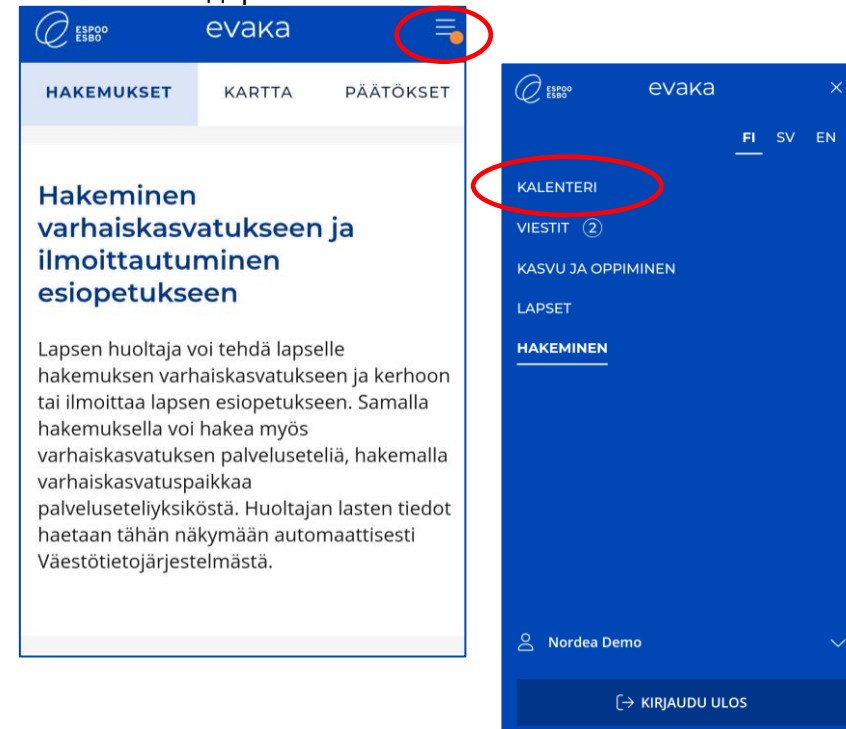 ESPOO
ESBO
evaka
HAKEMUKSET
KARTTA
PÄÄTÖKSET
Hakeminen
varhaiskasvatukseen ja
ilmoittautuminen
esiopetukseen
Lapsen huoltaja voi tehdä lapselle
hakemuksen varhaiskasvatukseen ja kerhoon
tai ilmoittaa lapsen esiopetukseen. Samalla
hakemuksella voi hakea myös
varhaiskasvatuksen palveluseteliä, hakemalla
varhaiskasvatuspaikkaa
palveluseteliyksiköstä. Huoltajan lasten tiedot
haetaan tähän näkymään automaattisesti
Väestötietojärjestelmästä.
ESPOO
ESBO
evaka
FI SV EN
KALENTERI
VIESTIT 2
KASVU JA OPPIMINEN
LAPSET
HAKEMINEN
Nordea Demo
KIRJAUDU ULOS